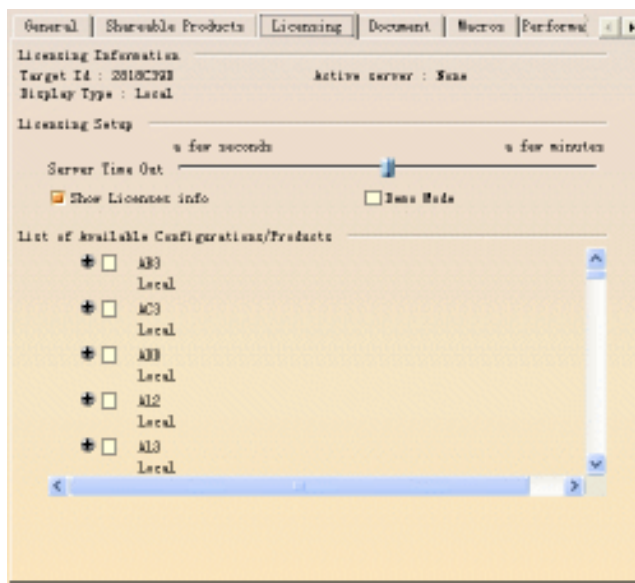 General Shareable Products Licensing Document Macros Performa
Licensing Information
Target Id : Active server : None
Display Type : Local
Licensing Setup
a few seconds a few minutes
Server Time Out
Show Licenses info Demo Mode
List of Available Configurations/Products
AB3
Local
AC3
Local
Local
AL2
Local
AL3
Local